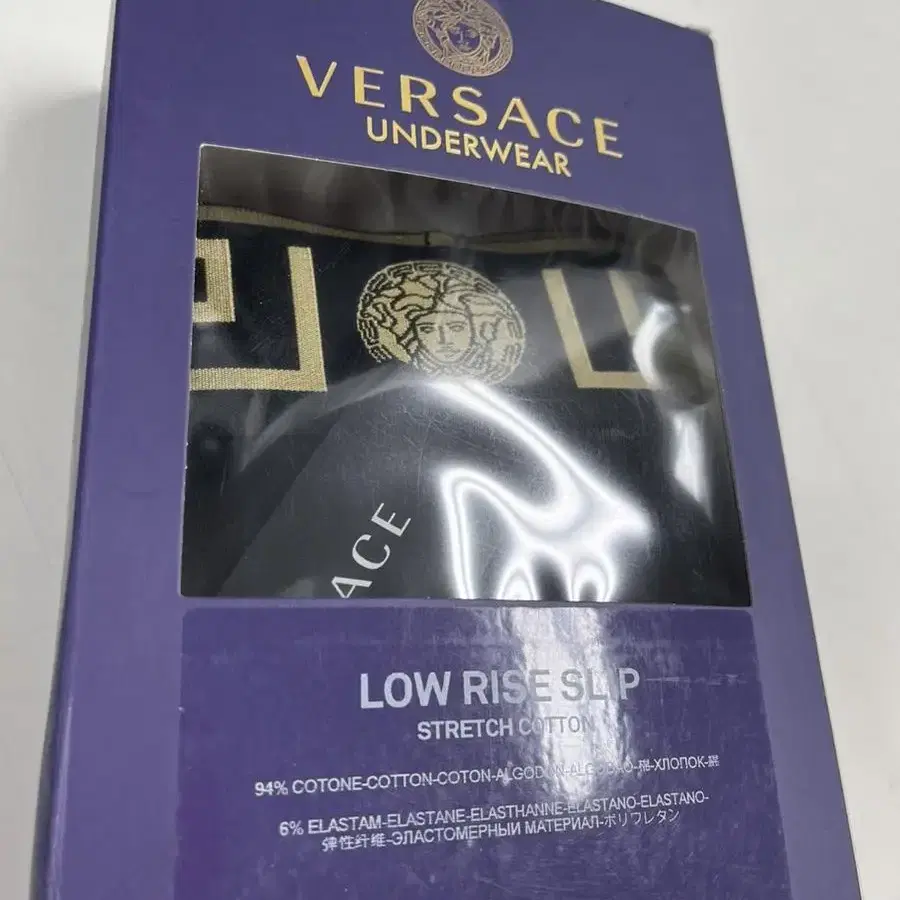 VERSACE
UNDERWEAR
ACE
LOW RISE SLIP
STRETCH COTTON
94% COTONE-COTTON-COTON-ALGODON-ALGODAO-棉-ХЛОПОК-綿
6% ELASTAM-ELASTANE-ELASTHANNE-ELASTANO-ELASTANO-
弹性纤维-ЭЛАСТОМЕРНЫЙ МАТЕРИАЛ-ポリウレタン